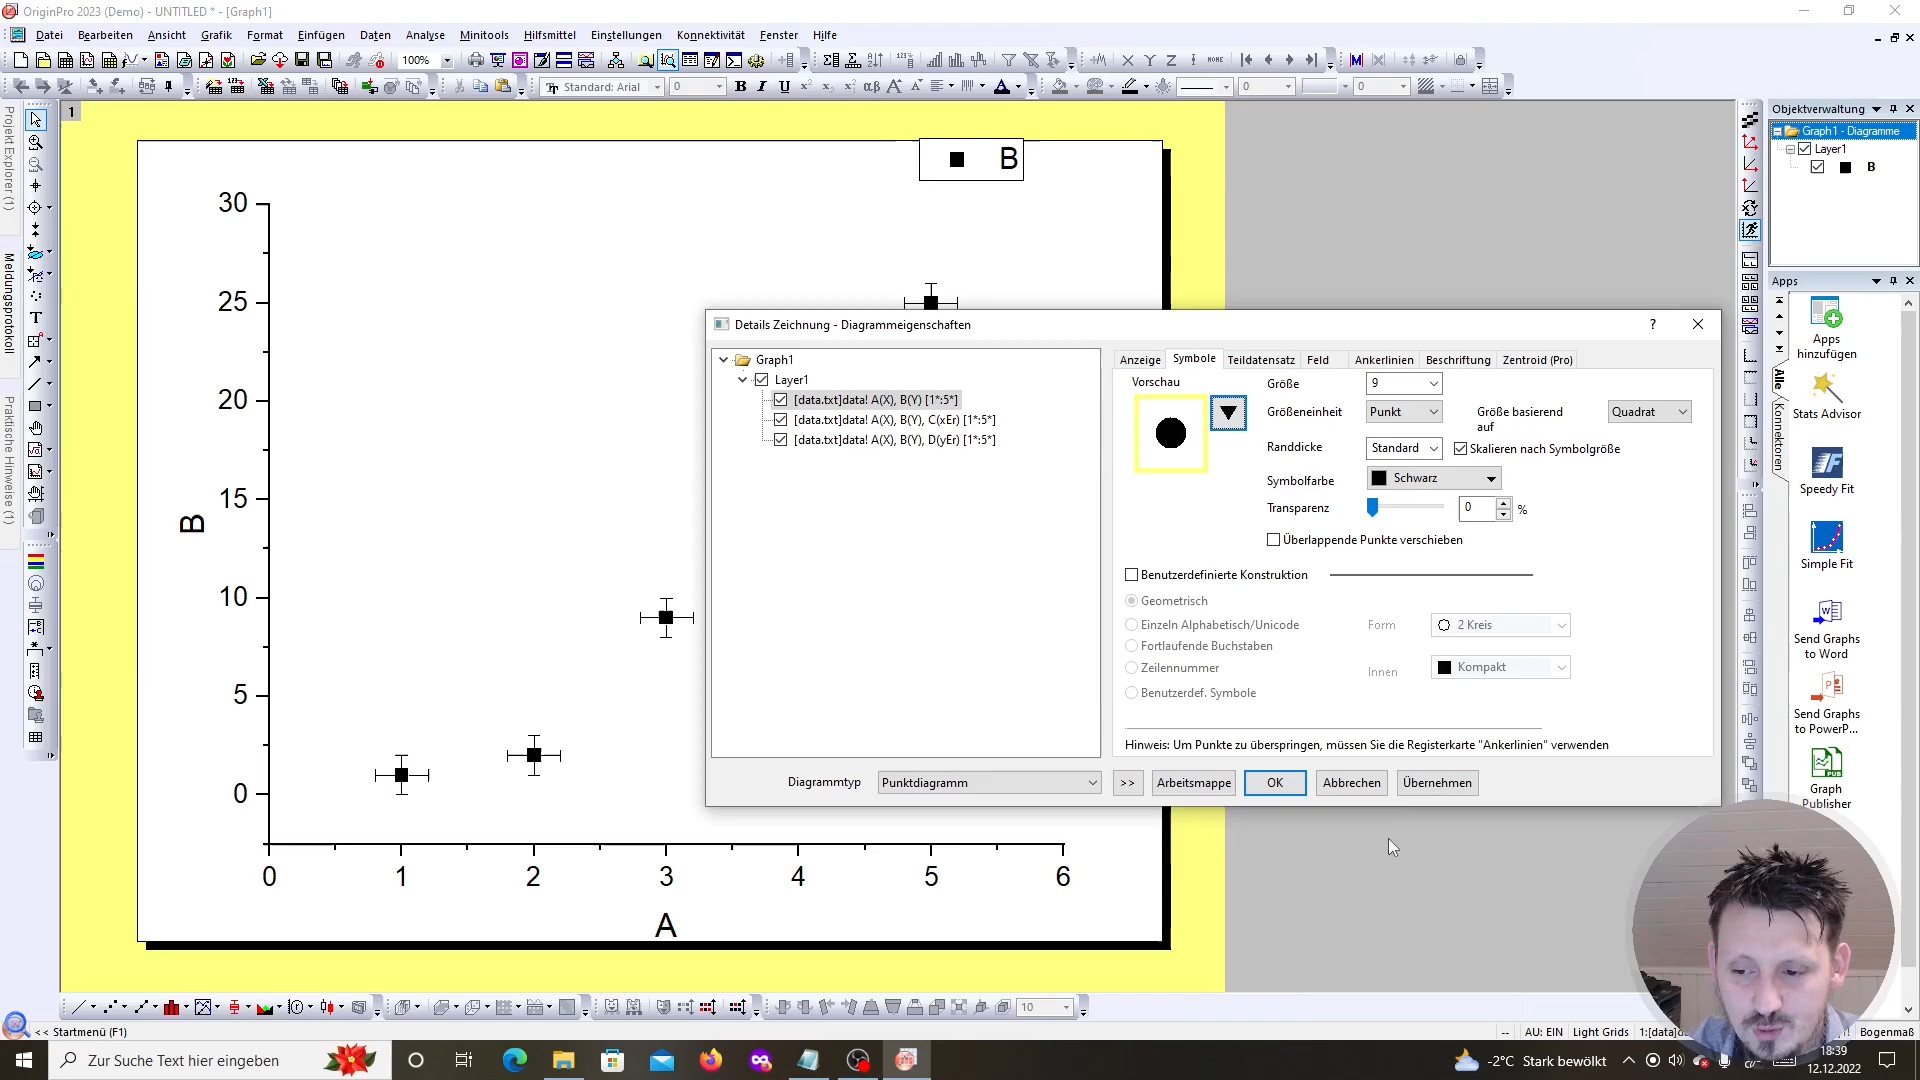 OriginPro 2023 (Demo) - UNTITLED * - [Graph1]
Datei Bearbeiten Ansicht Grafik Format Einfügen Daten Analyse Minitools Hilfsmittel Einstellungen Konnektivität Fenster Hilfe
100%
Standard: Arial 0 B I U αβ A A 0 0
Projekt Explorer (1)
Meldungsprotokoll
Praktische Hinweise (1)
1
B
30
25
20
15
10
5
0
B
0 1 2 3 4 5 6
A
Details Zeichnung - Diagrammeigenschaften
Graph1
Layer1
[data.txt]data! A(X), B(Y) [1*:5*]
[data.txt]data! A(X), B(Y), C(xEr) [1*:5*]
[data.txt]data! A(X), B(Y), D(yEr) [1*:5*]
Anzeige Symbole Teildatensatz Feld Ankerlinien Beschriftung Zentroid (Pro)
Vorschau
Größe 9
Größeneinheit Punkt Größe basierend auf Quadrat
Randdicke Standard Skalieren nach Symbolgröße
Symbolfarbe Schwarz
Transparenz 0 %
Überlappende Punkte verschieben
Benutzerdefinierte Konstruktion
Geometrisch
Einzeln Alphabetisch/Unicode Form 2 Kreis
Fortlaufende Buchstaben
Zeilennummer Innen Kompakt
Benutzerdef. Symbole
Hinweis: Um Punkte zu überspringen, müssen Sie die Registerkarte "Ankerlinien" verwenden
Diagrammtyp Punktdiagramm >> Arbeitsmappe OK Abbrechen Übernehmen
Objektverwaltung
Graph1 - Diagramme
Layer1
B
Apps
Alle
Konnektoren
Apps hinzufügen
Stats Advisor
Speedy Fit
Simple Fit
Send Graphs to Word
Send Graphs to PowerP...
Graph Publisher
10
<< Startmenü (F1)
-- AU: EIN Light Grids Bogenmaß
Zur Suche Text hier eingeben
-2°C Stark bewölkt
18:39
12.12.2022